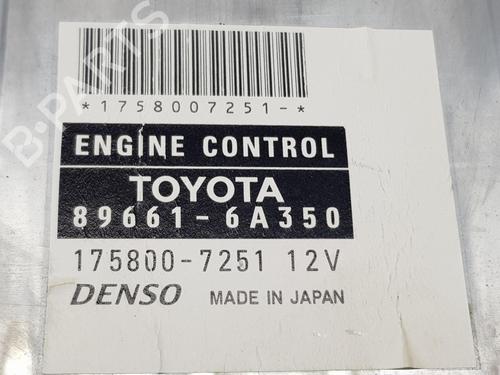 *1758007251-*
ENGINE CONTROL
TOYOTA
89661-6A350
175800-7251 12V
DENSO MADE IN JAPAN
B-PARTS